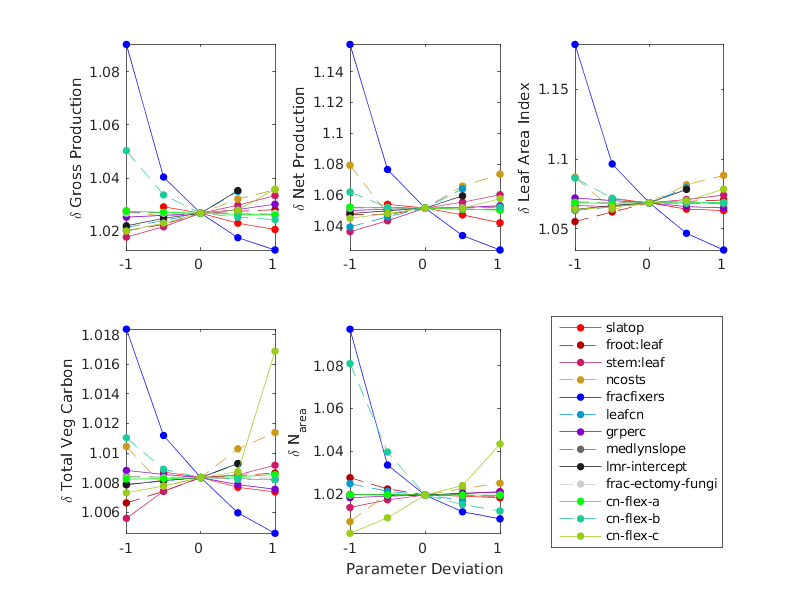 δ Gross Production
1.08
1.06
1.04
1.02
-1
0
1
δ Net Production
1.14
1.12
1.1
1.08
1.06
1.04
-1
0
1
δ Leaf Area Index
1.15
1.1
1.05
-1
0
1
δ Total Veg Carbon
1.018
1.016
1.014
1.012
1.01
1.008
1.006
-1
0
1
δ N area
1.08
1.06
1.04
1.02
-1
0
1
Parameter Deviation
slatop
froot:leaf
stem:leaf
ncosts
fracfixers
leafcn
grperc
medlynslope
lmr-intercept
frac-ectomy-fungi
cn-flex-a
cn-flex-b
cn-flex-c